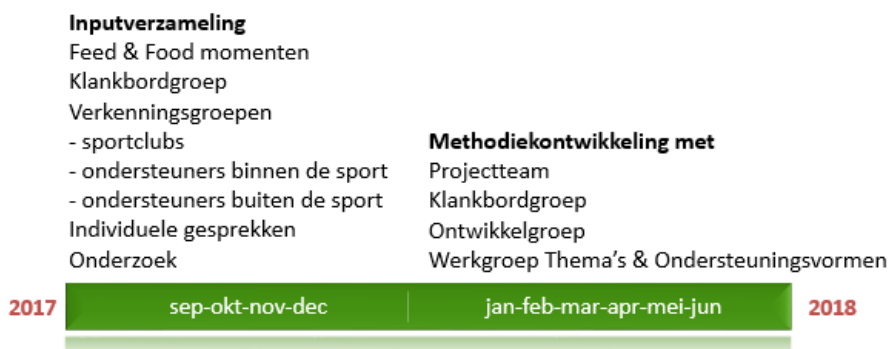 Inputverzameling
Feed & Food momenten
Klankbordgroep
Verkenningsgroepen
- sportclubs
- ondersteuners binnen de sport
- ondersteuners buiten de sport
Individuele gesprekken
Onderzoek
Methodiekontwikkeling met
Projectteam
Klankbordgroep
Ontwikkelgroep
Werkgroep Thema's & Ondersteuningsvormen
2017 sep-okt-nov-dec jan-feb-mar-apr-mei-jun 2018